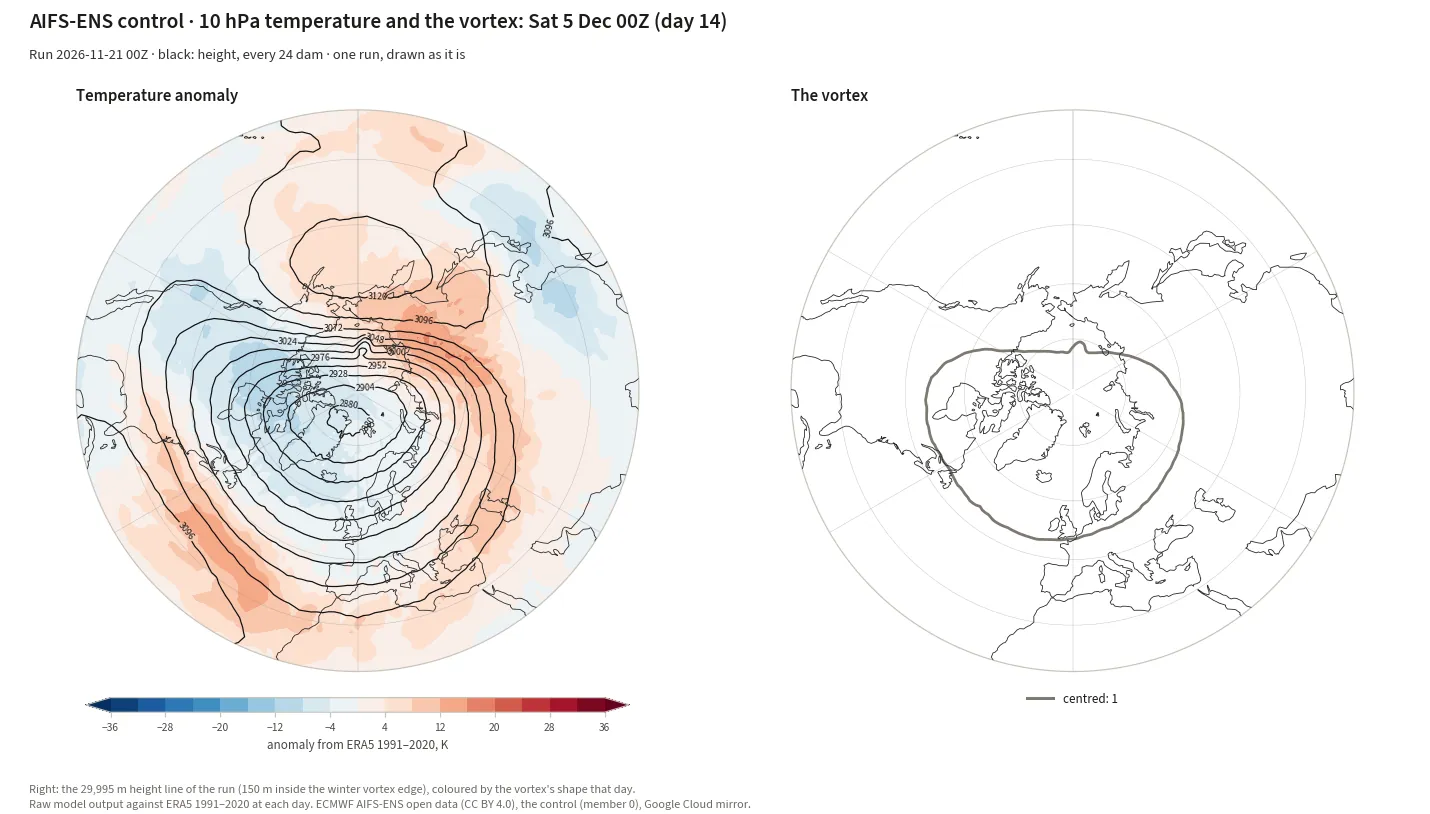 AIFS-ENS control · 10 hPa temperature and the vortex: Sat 5 Dec 00Z (day 14)
Run 2026-11-21 00Z · black: height, every 24 dam · one run, drawn as it is
Temperature anomaly
The vortex
3096
3120
3096
3072
3048
3024
3000
2976
2952
2928
2904
2880
3096
centred: 1
−36 −28 −20 −12 −4 4 12 20 28 36
anomaly from ERA5 1991–2020, K
Right: the 29,995 m height line of the run (150 m inside the winter vortex edge), coloured by the vortex's shape that day.
Raw model output against ERA5 1991–2020 at each day. ECMWF AIFS-ENS open data (CC BY 4.0), the control (member 0), Google Cloud mirror.